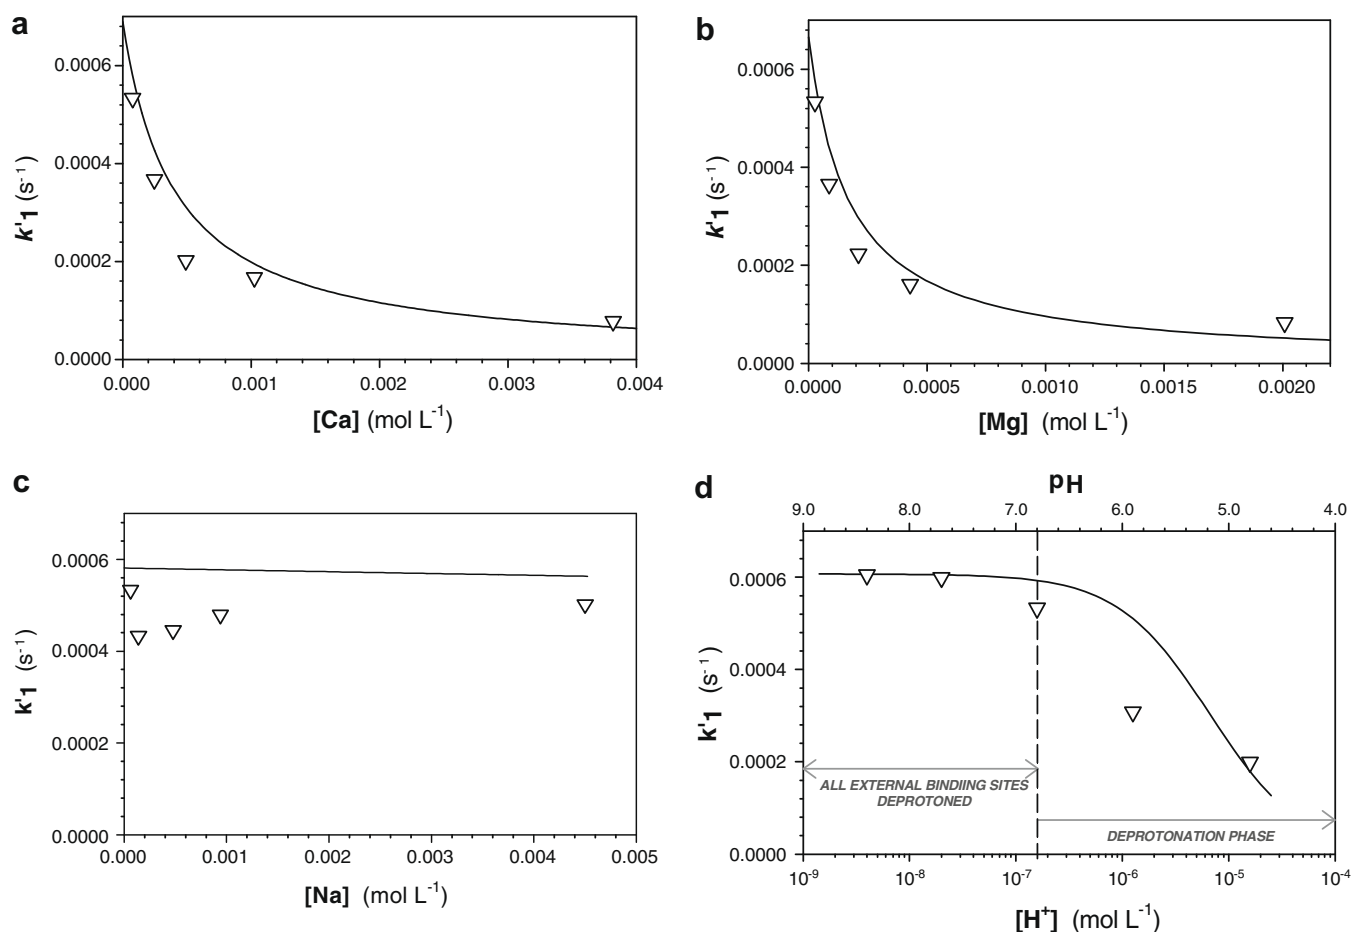 a
0.0006
0.0004
0.0002
0.0000
k'1 (s-1)
0.000 0.001 0.002 0.003 0.004
[Ca] (mol L-1)
b
0.0006
0.0004
0.0002
0.0000
k'1 (s-1)
0.0000 0.0005 0.0010 0.0015 0.0020
[Mg] (mol L-1)
c
0.0006
0.0004
0.0002
0.0000
k'1 (s-1)
0.000 0.001 0.002 0.003 0.004 0.005
[Na] (mol L-1)
d
pH
9.0 8.0 7.0 6.0 5.0 4.0
0.0006
0.0004
0.0002
0.0000
k'1 (s-1)
ALL EXTERNAL BINDIING SITES
DEPROTONED
DEPROTONATION PHASE
10-9 10-8 10-7 10-6 10-5 10-4
[H+] (mol L-1)